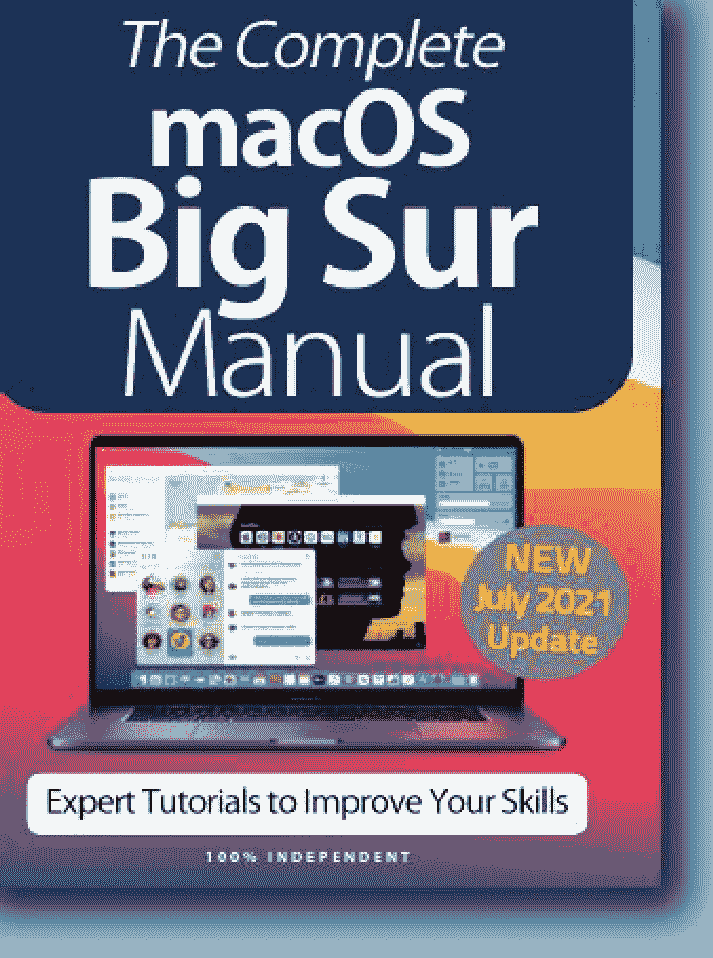 The Complete
macOS
Big Sur
Manual
NEW
July 2021
Update
Expert Tutorials to Improve Your Skills
100% INDEPENDENT